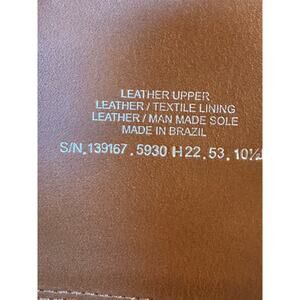 LEATHER UPPER
LEATHER / TEXTILE LINING
LEATHER / MAN MADE SOLE
MADE IN BRAZIL
S/N.139167.5930 H22.53.10½